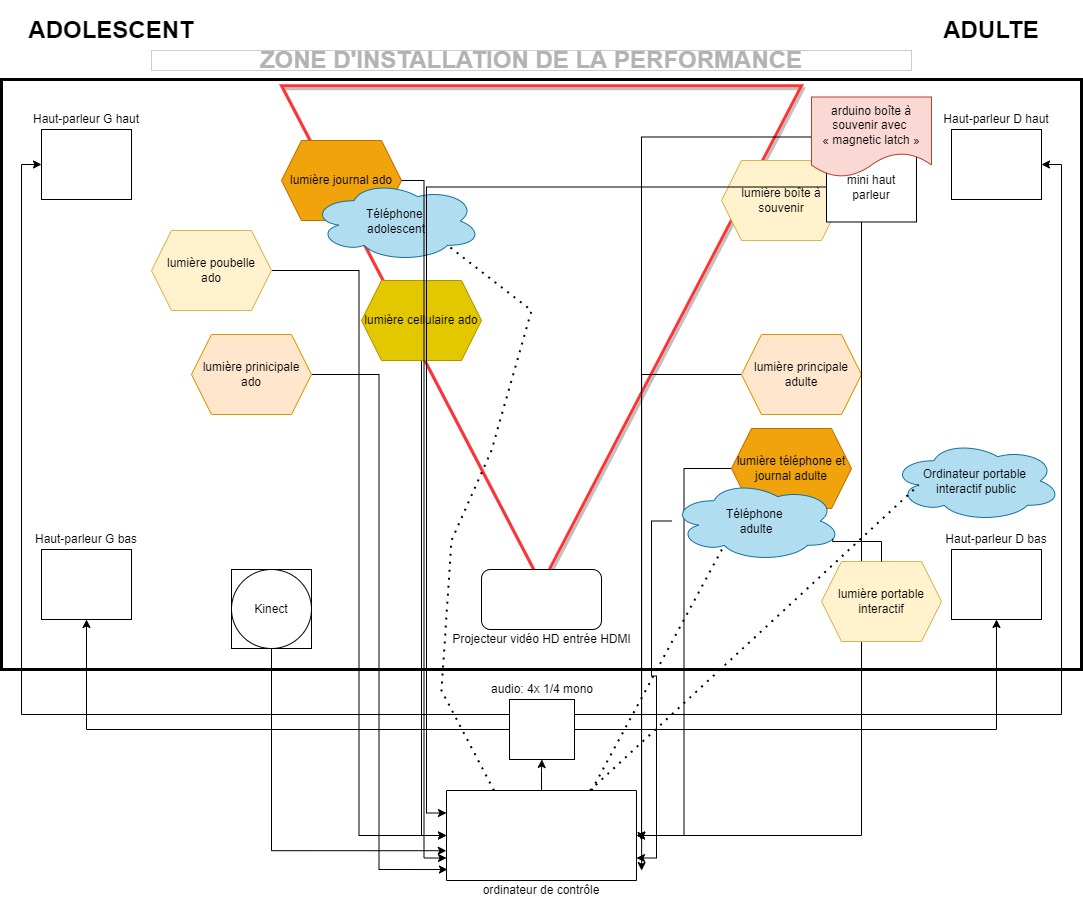 ADOLESCENT
ADULTE
ZONE D'INSTALLATION DE LA PERFORMANCE
Haut-parleur G haut
arduino boîte à
souvenir avec
« magnetic latch »
Haut-parleur D haut
lumière journal ado
mini haut
parleur
lumière boîte à
souvenir
Téléphone
adolescent
lumière poubelle
ado
lumière cellulaire ado
lumière prinicipale
ado
lumière principale
adulte
lumière téléphone et
journal adulte
Ordinateur portable
interactif public
Téléphone
adulte
Haut-parleur G bas
Haut-parleur D bas
Kinect
lumière portable
interactif
Projecteur vidéo HD entrée HDMI
audio: 4x 1/4 mono
ordinateur de contrôle